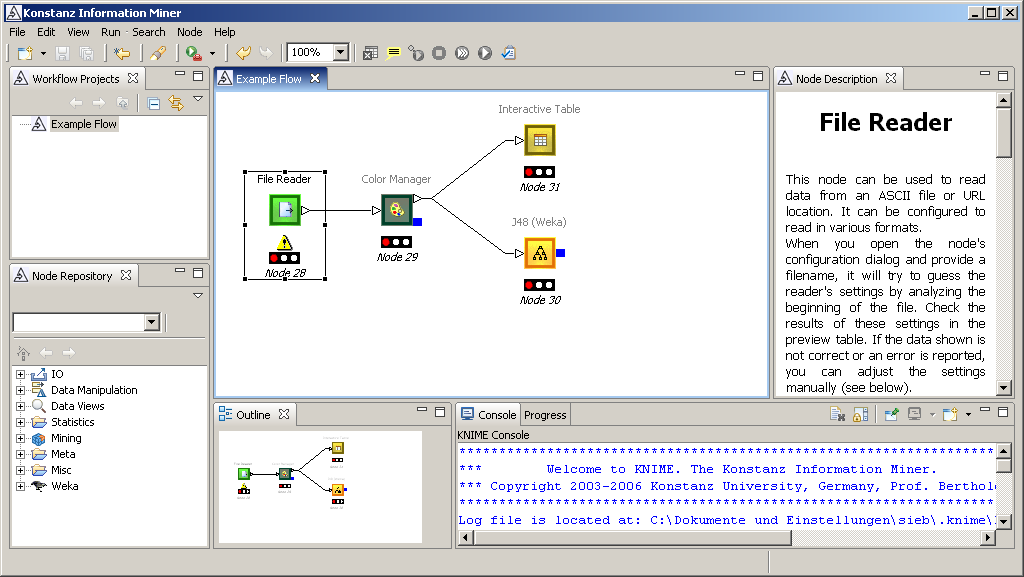 Konstanz Information Miner
File Edit View Run Search Node Help
100%
Workflow Projects
Example Flow
Node Repository
IO
Data Manipulation
Data Views
Statistics
Mining
Meta
Misc
Weka
Example Flow
Interactive Table
Node 31
File Reader
Node 28
Color Manager
Node 29
J48 (Weka)
Node 30
Outline
Node Description
File Reader
This node can be used to read
data from an ASCII file or URL
location. It can be configured to
read in various formats.
When you open the node's
configuration dialog and provide a
filename, it will try to guess the
reader's settings by analyzing the
beginning of the file. Check the
results of these settings in the
preview table. If the data shown is
not correct or an error is reported,
you can adjust the settings
manually (see below).
Console Progress
KNIME Console
*** Welcome to KNIME. The Konstanz Information Miner.
*** Copyright 2003-2006 Konstanz University, Germany, Prof. Berthol
Log file is located at: C:\Dokumente und Einstellungen\sieb\.knime\